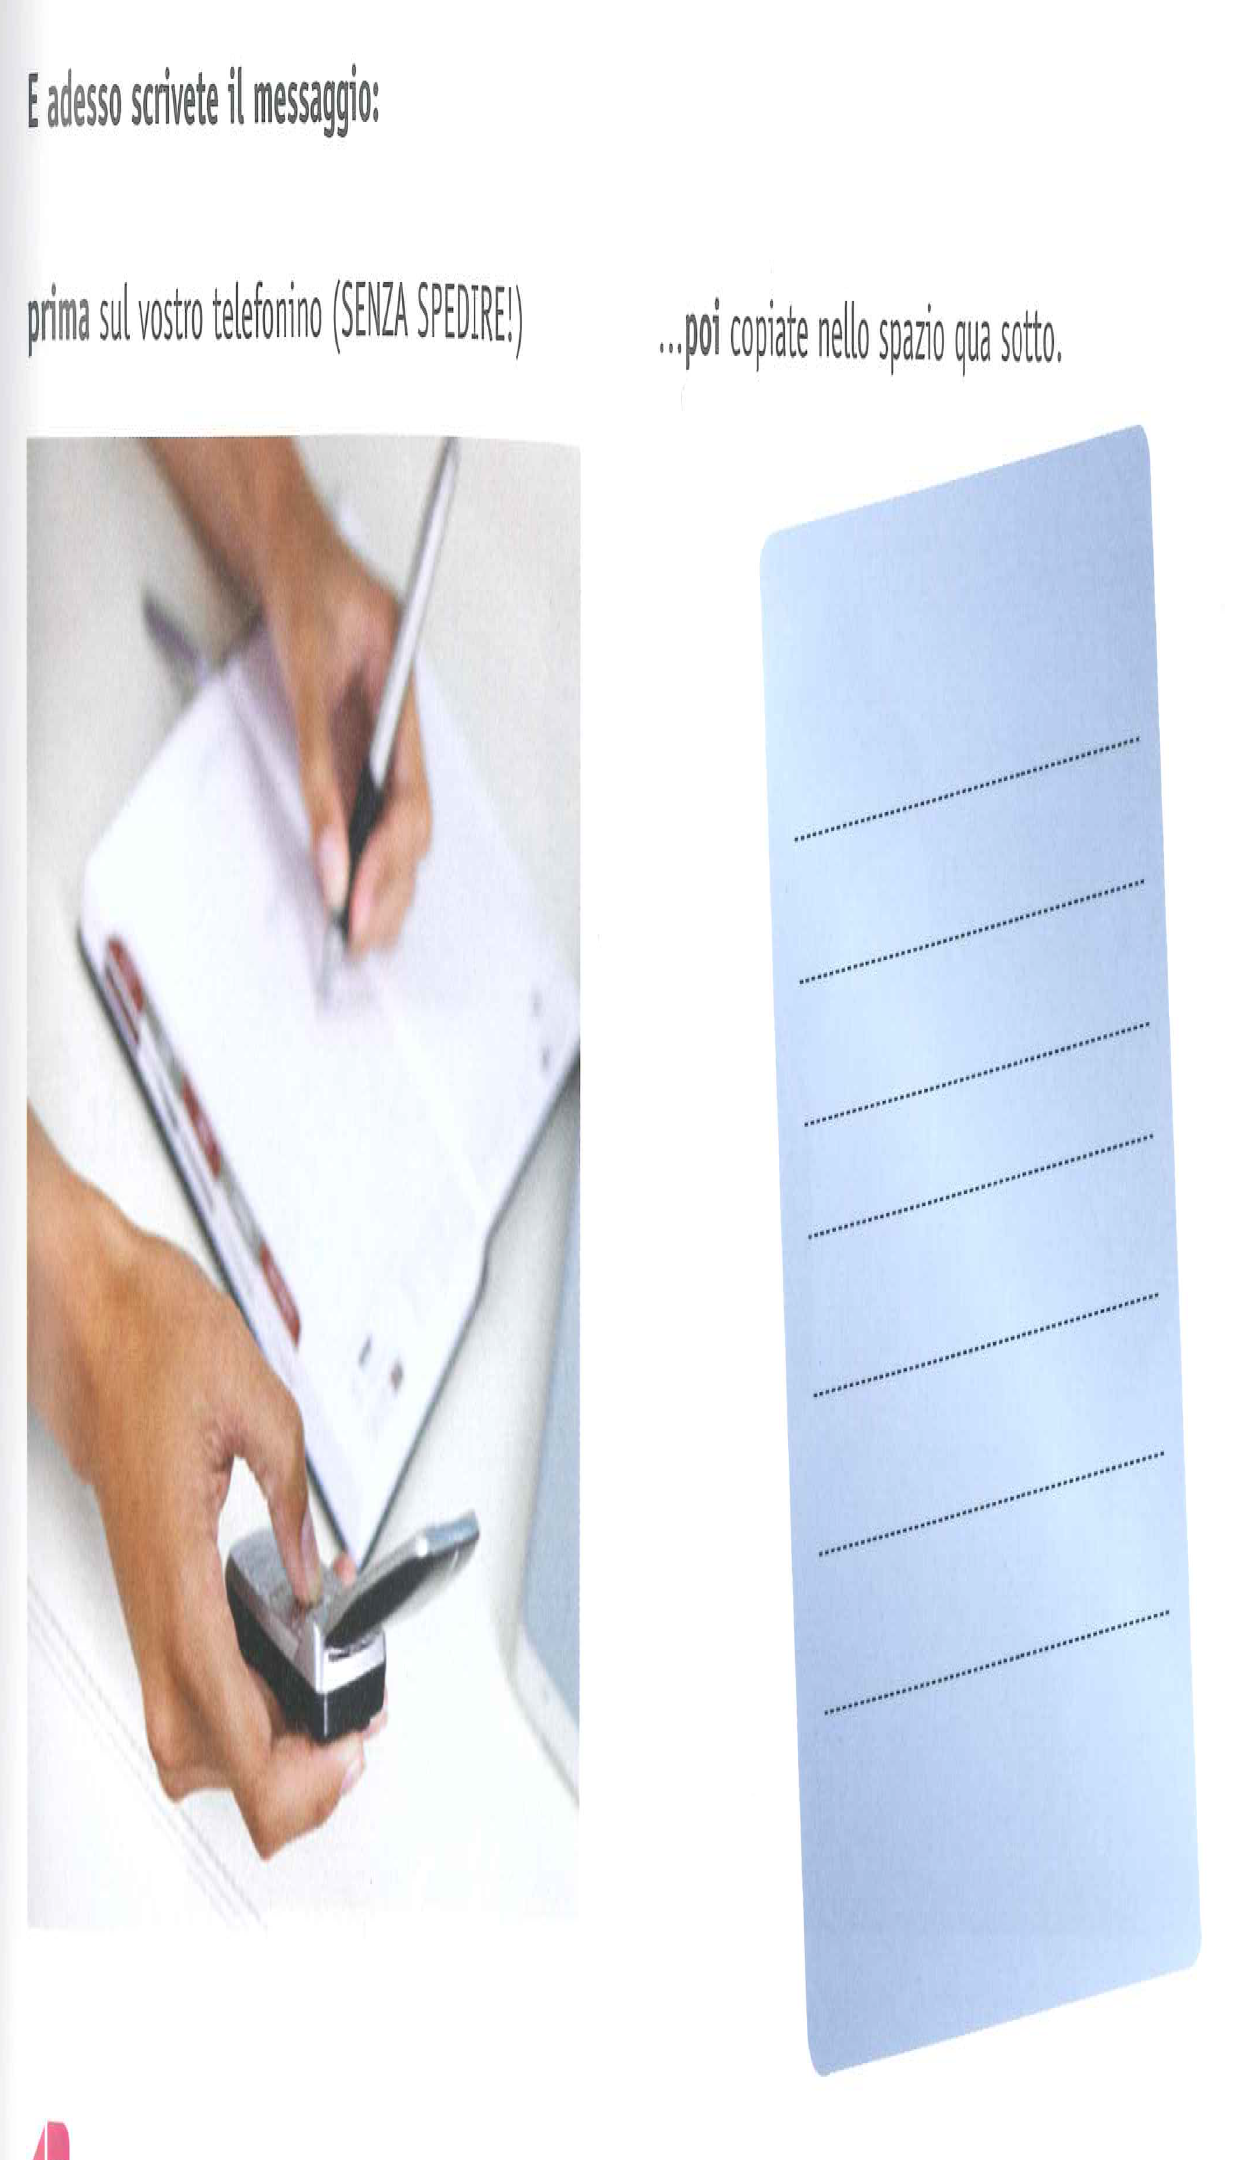 E adesso scrivete il messaggio:
prima sul vostro telefonino (SENZA SPEDIRE!)
...poi copiate nello spazio qua sotto.